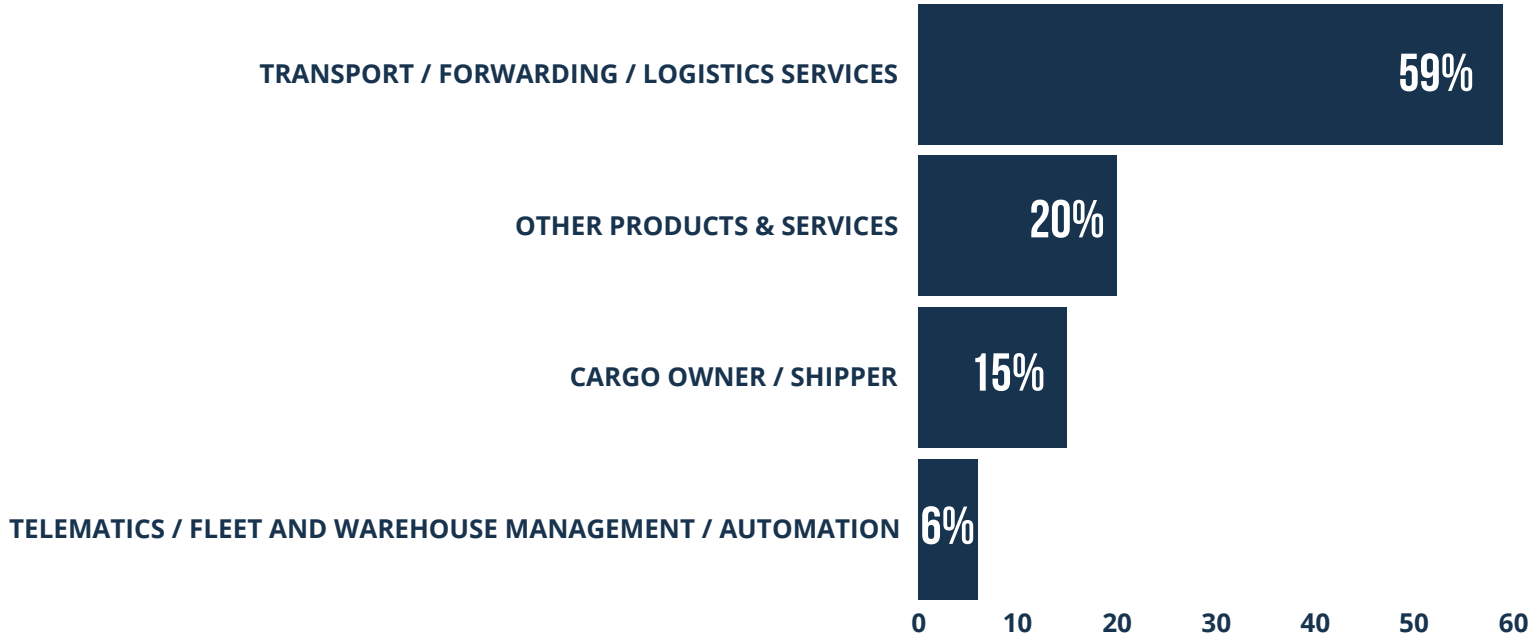 TRANSPORT / FORWARDING / LOGISTICS SERVICES 59%
OTHER PRODUCTS & SERVICES 20%
CARGO OWNER / SHIPPER 15%
TELEMATICS / FLEET AND WAREHOUSE MANAGEMENT / AUTOMATION 6%
0 10 20 30 40 50 60